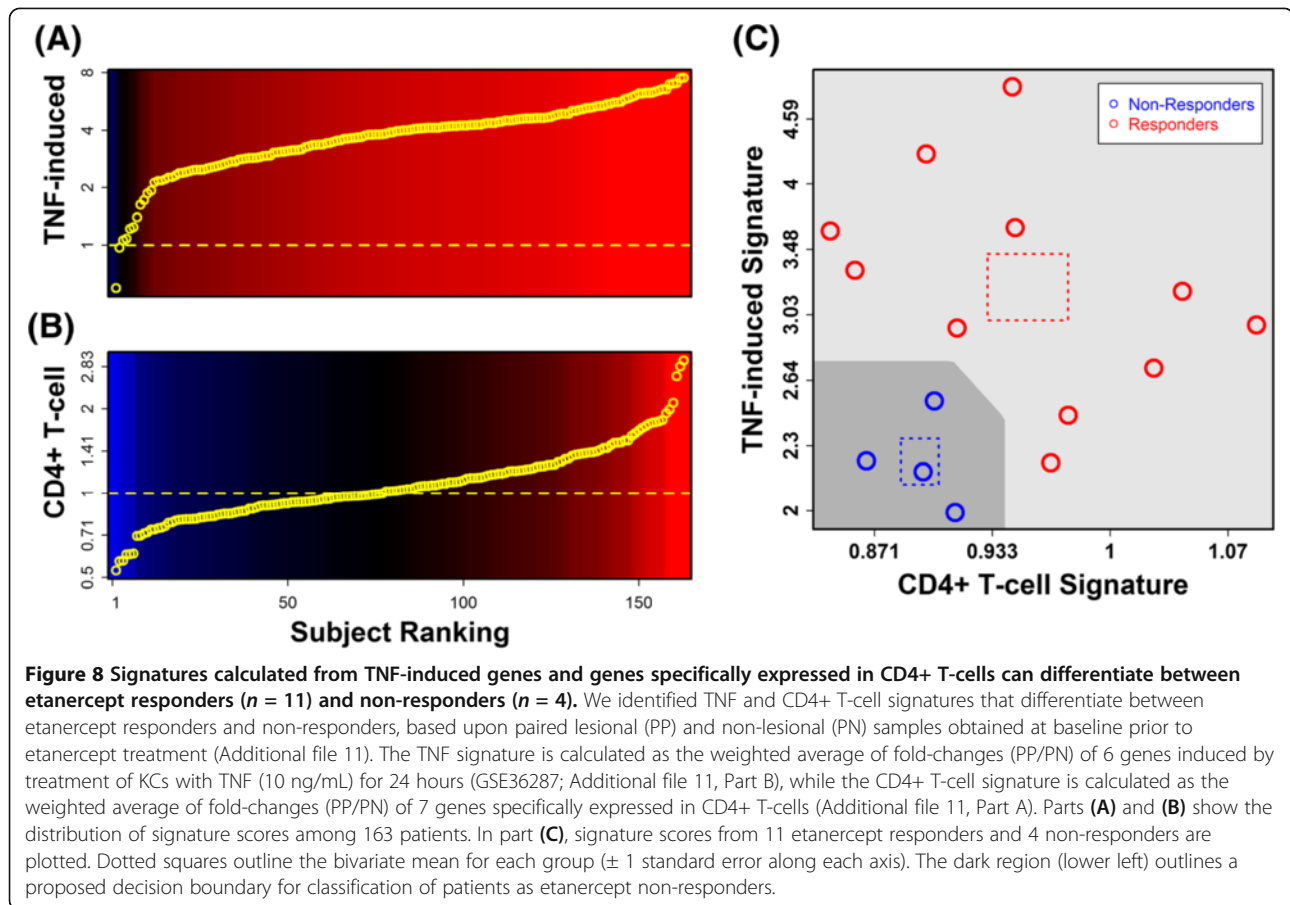 (A)
TNF-induced
8
4
2
1
(B)
CD4+ T-cell
2.83
2
1.41
1
0.71
0.5
1
50
100
150
Subject Ranking
(C)
Non-Responders
Responders
TNF-induced Signature
4.59
4
3.48
3.03
2.64
2.3
2
0.871
0.933
1
1.07
CD4+ T-cell Signature
Figure 8 Signatures calculated from TNF-induced genes and genes specifically expressed in CD4+ T-cells can differentiate between
etanercept responders (n = 11) and non-responders (n = 4). We identified TNF and CD4+ T-cell signatures that differentiate between
etanercept responders and non-responders, based upon paired lesional (PP) and non-lesional (PN) samples obtained at baseline prior to
etanercept treatment (Additional file 11). The TNF signature is calculated as the weighted average of fold-changes (PP/PN) of 6 genes induced by
treatment of KCs with TNF (10 ng/mL) for 24 hours (GSE36287; Additional file 11, Part B), while the CD4+ T-cell signature is calculated as the
weighted average of fold-changes (PP/PN) of 7 genes specifically expressed in CD4+ T-cells (Additional file 11, Part A). Parts (A) and (B) show the
distribution of signature scores among 163 patients. In part (C), signature scores from 11 etanercept responders and 4 non-responders are
plotted. Dotted squares outline the bivariate mean for each group (± 1 standard error along each axis). The dark region (lower left) outlines a
proposed decision boundary for classification of patients as etanercept non-responders.